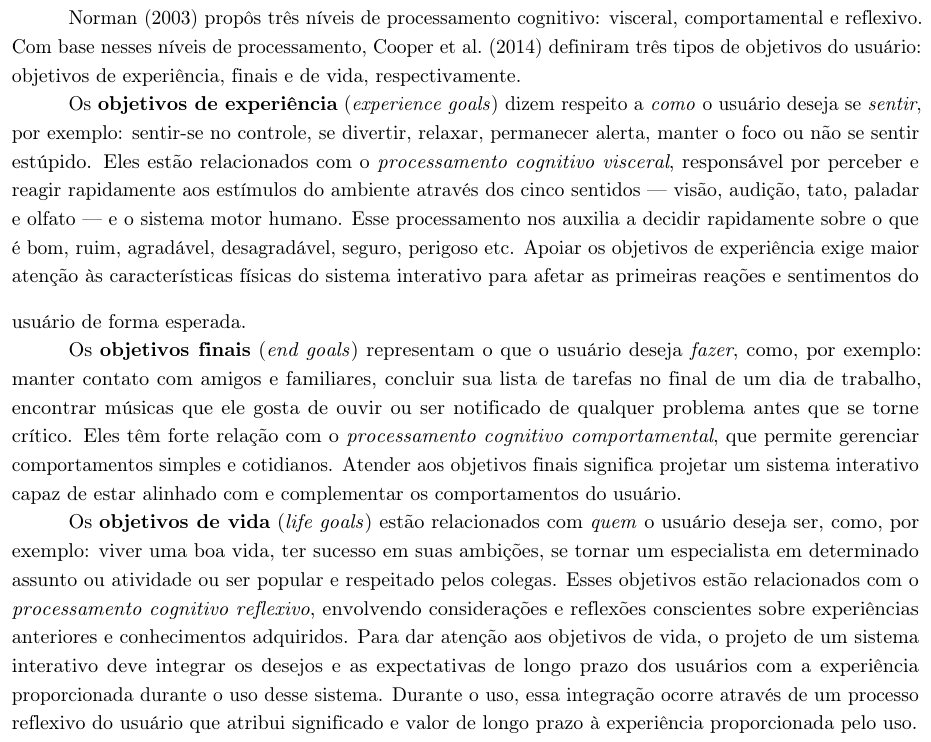 Norman (2003) propôs três níveis de processamento cognitivo: visceral, comportamental e reflexivo.
Com base nesses níveis de processamento, Cooper et al. (2014) definiram três tipos de objetivos do usuário:
objetivos de experiência, finais e de vida, respectivamente.
Os objetivos de experiência (experience goals) dizem respeito a como o usuário deseja se sentir,
por exemplo: sentir-se no controle, se divertir, relaxar, permanecer alerta, manter o foco ou não se sentir
estúpido. Eles estão relacionados com o processamento cognitivo visceral, responsável por perceber e
reagir rapidamente aos estímulos do ambiente através dos cinco sentidos — visão, audição, tato, paladar
e olfato — e o sistema motor humano. Esse processamento nos auxilia a decidir rapidamente sobre o que
é bom, ruim, agradável, desagradável, seguro, perigoso etc. Apoiar os objetivos de experiência exige maior
atenção às características físicas do sistema interativo para afetar as primeiras reações e sentimentos do
usuário de forma esperada.
Os objetivos finais (end goals) representam o que o usuário deseja fazer, como, por exemplo:
manter contato com amigos e familiares, concluir sua lista de tarefas no final de um dia de trabalho,
encontrar músicas que ele gosta de ouvir ou ser notificado de qualquer problema antes que se torne
crítico. Eles têm forte relação com o processamento cognitivo comportamental, que permite gerenciar
comportamentos simples e cotidianos. Atender aos objetivos finais significa projetar um sistema interativo
capaz de estar alinhado com e complementar os comportamentos do usuário.
Os objetivos de vida (life goals) estão relacionados com quem o usuário deseja ser, como, por
exemplo: viver uma boa vida, ter sucesso em suas ambições, se tornar um especialista em determinado
assunto ou atividade ou ser popular e respeitado pelos colegas. Esses objetivos estão relacionados com o
processamento cognitivo reflexivo, envolvendo considerações e reflexões conscientes sobre experiências
anteriores e conhecimentos adquiridos. Para dar atenção aos objetivos de vida, o projeto de um sistema
interativo deve integrar os desejos e as expectativas de longo prazo dos usuários com a experiência
proporcionada durante o uso desse sistema. Durante o uso, essa integração ocorre através de um processo
reflexivo do usuário que atribui significado e valor de longo prazo à experiência proporcionada pelo uso.